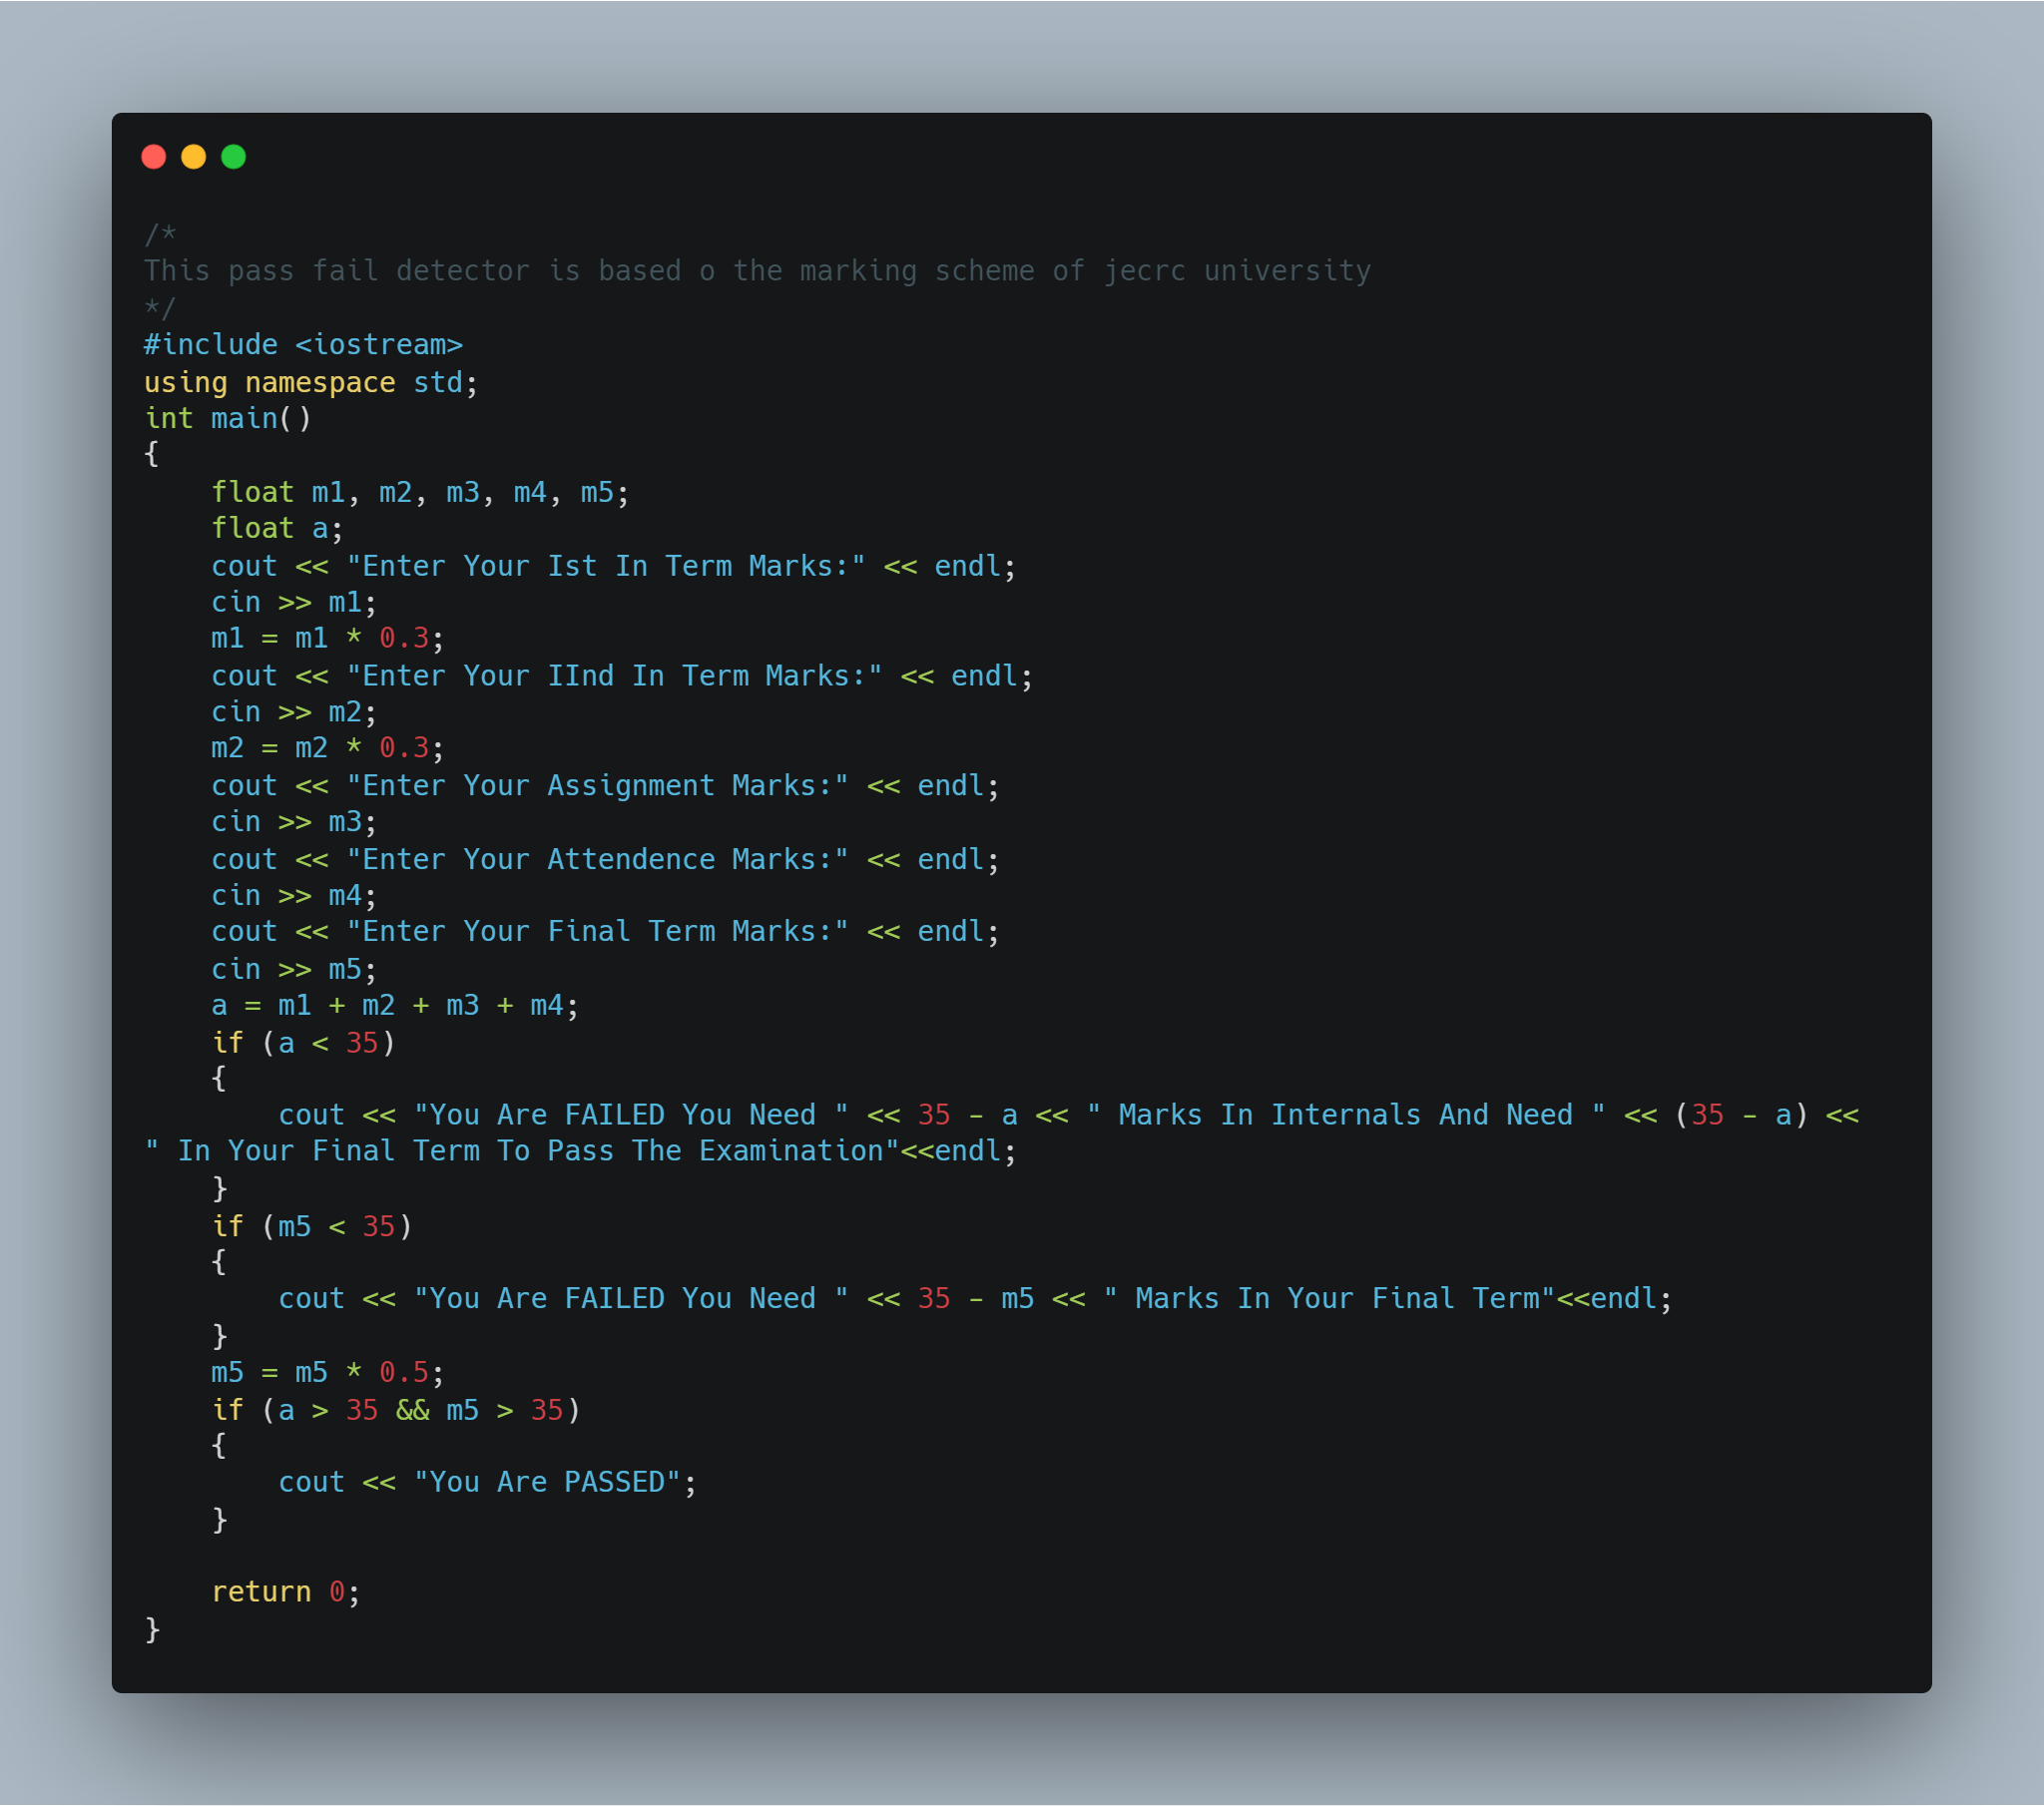 /*
This pass fail detector is based o the marking scheme of jecrc university
*/
#include <iostream>
using namespace std;
int main()
{
    float m1, m2, m3, m4, m5;
    float a;
    cout << "Enter Your Ist In Term Marks:" << endl;
    cin >> m1;
    m1 = m1 * 0.3;
    cout << "Enter Your IInd In Term Marks:" << endl;
    cin >> m2;
    m2 = m2 * 0.3;
    cout << "Enter Your Assignment Marks:" << endl;
    cin >> m3;
    cout << "Enter Your Attendence Marks:" << endl;
    cin >> m4;
    cout << "Enter Your Final Term Marks:" << endl;
    cin >> m5;
    a = m1 + m2 + m3 + m4;
    if (a < 35)
    {
        cout << "You Are FAILED You Need " << 35 - a << " Marks In Internals And Need " << (35 - a) <<
" In Your Final Term To Pass The Examination"<<endl;
    }
    if (m5 < 35)
    {
        cout << "You Are FAILED You Need " << 35 - m5 << " Marks In Your Final Term"<<endl;
    }
    m5 = m5 * 0.5;
    if (a > 35 && m5 > 35)
    {
        cout << "You Are PASSED";
    }

    return 0;
}